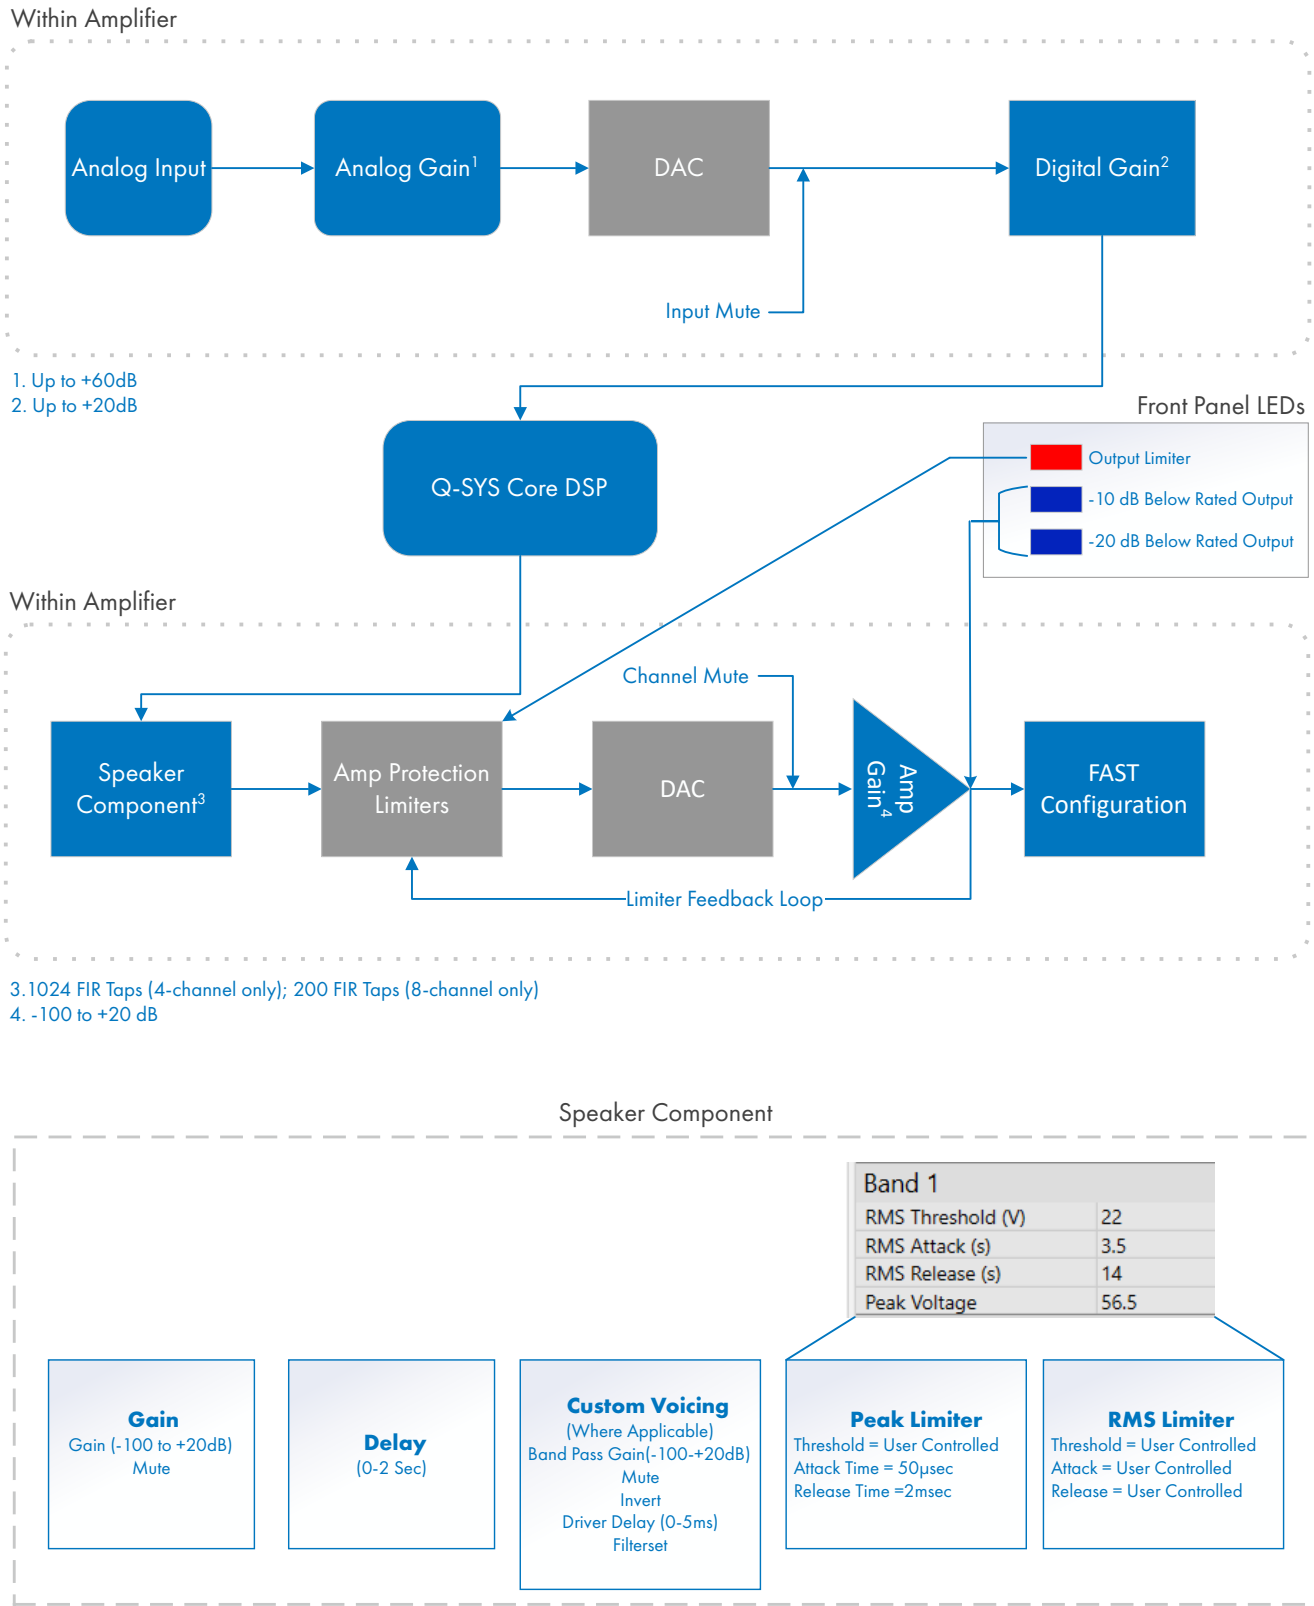 Within Amplifier
Analog Input
Analog Gain¹
DAC
Digital Gain²
Input Mute
1. Up to +60dB
2. Up to +20dB
Front Panel LEDs
Output Limiter
-10 dB Below Rated Output
-20 dB Below Rated Output
Q-SYS Core DSP
Within Amplifier
Channel Mute
Speaker
Component³
Amp Protection
Limiters
DAC
Amp
Gain⁴
FAST
Configuration
Limiter Feedback Loop
3.1024 FIR Taps (4-channel only); 200 FIR Taps (8-channel only)
4. -100 to +20 dB
Speaker Component
Band 1
RMS Threshold (V) 22
RMS Attack (s) 3.5
RMS Release (s) 14
Peak Voltage 56.5
Gain
Gain (-100 to +20dB)
Mute
Delay
(0-2 Sec)
Custom Voicing
(Where Applicable)
Band Pass Gain(-100-+20dB)
Mute
Invert
Driver Delay (0-5ms)
Filterset
Peak Limiter
Threshold = User Controlled
Attack Time = 50µsec
Release Time =2msec
RMS Limiter
Threshold = User Controlled
Attack = User Controlled
Release = User Controlled